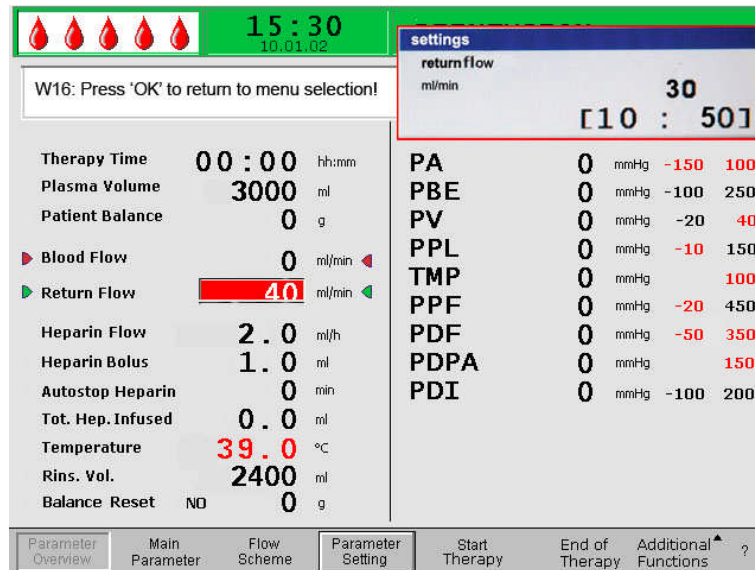 15:30
10.01.02
settings
return flow
ml/min 30
[10 : 50]
W16: Press 'OK' to return to menu selection!
Therapy Time 00:00 hh:mm
Plasma Volume 3000 ml
Patient Balance 0 g
Blood Flow 0 ml/min
Return Flow 40 ml/min
Heparin Flow 2.0 ml/h
Heparin Bolus 1.0 ml
Autostop Heparin 0 min
Tot. Hep. Infused 0.0 ml
Temperature 39.0 °C
Rins. Vol. 2400 ml
Balance Reset NO 0 g
PA 0 mmHg -150 100
PBE 0 mmHg -100 250
PV 0 mmHg -20 40
PPL 0 mmHg -10 150
TMP 0 mmHg 100
PPF 0 mmHg -20 450
PDF 0 mmHg -50 350
PDPA 0 mmHg 150
PDI 0 mmHg -100 200
Parameter Overview
Main Parameter
Flow Scheme
Parameter Setting
Start Therapy
End of Therapy
Additional Functions
?